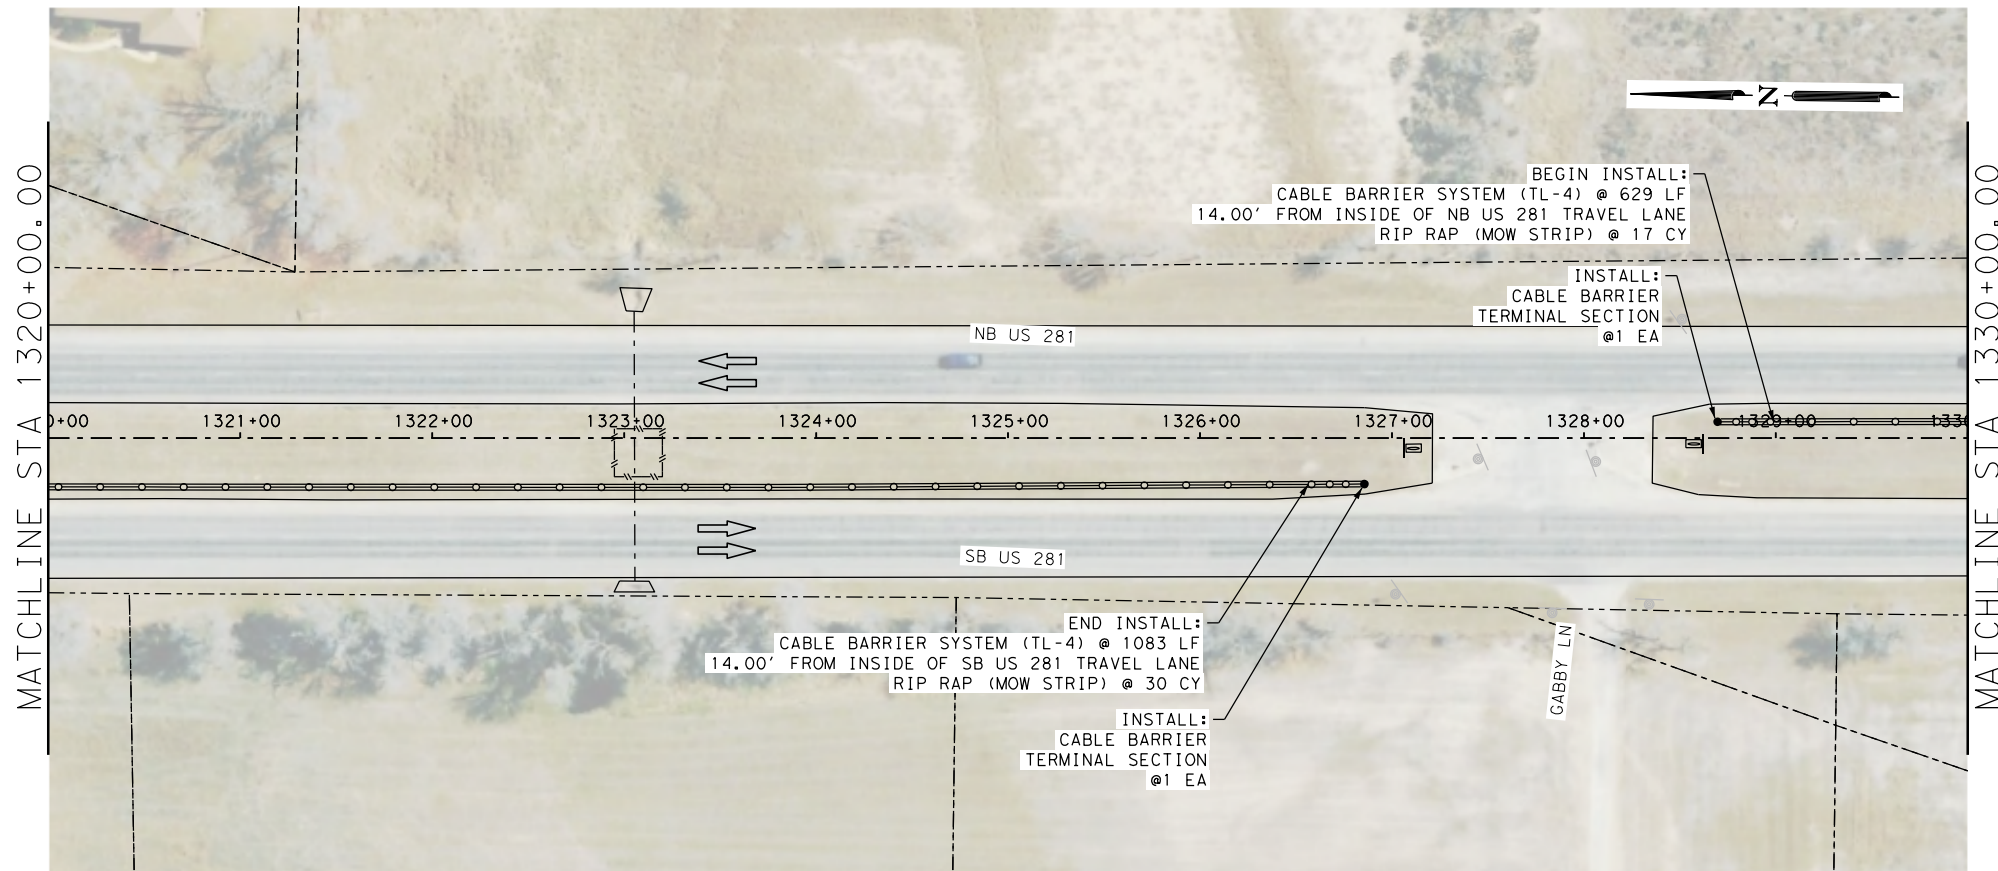 MATCHLINE STA 1320+00.00
N
BEGIN INSTALL:
CABLE BARRIER SYSTEM (TL-4) @ 629 LF
14.00' FROM INSIDE OF NB US 281 TRAVEL LANE
RIP RAP (MOW STRIP) @ 17 CY
INSTALL:
CABLE BARRIER
TERMINAL SECTION
@1 EA
NB US 281
0+00 1321+00 1322+00 1323+00 1324+00 1325+00 1326+00 1327+00 1328+00 1329+00 1330
SB US 281
END INSTALL:
CABLE BARRIER SYSTEM (TL-4) @ 1083 LF
14.00' FROM INSIDE OF SB US 281 TRAVEL LANE
RIP RAP (MOW STRIP) @ 30 CY
INSTALL:
CABLE BARRIER
TERMINAL SECTION
@1 EA
GABBY LN
MATCHLINE STA 1330+00.00